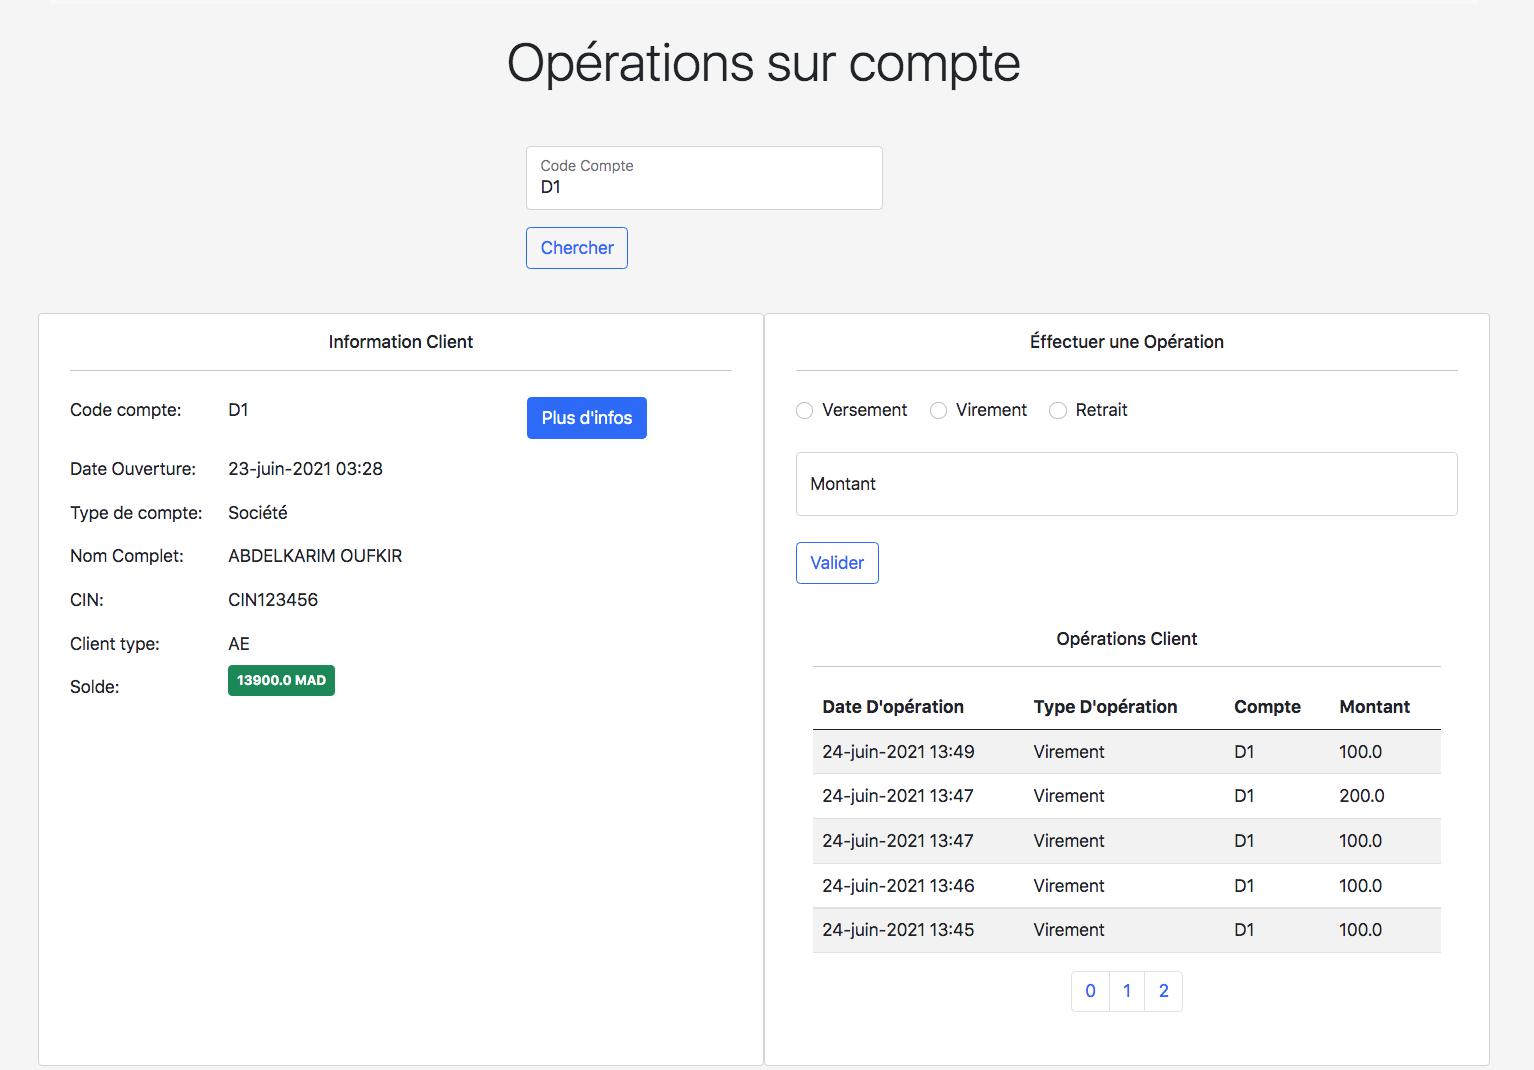 Opérations sur compte
Code Compte
D1
Chercher
Information Client
Code compte: D1 Plus d'infos
Date Ouverture: 23-juin-2021 03:28
Type de compte: Société
Nom Complet: ABDELKARIM OUFKIR
CIN: CIN123456
Client type: AE
Solde: 13900.0 MAD
Éffectuer une Opération
Versement Virement Retrait
Montant
Valider
Opérations Client
Date D'opération Type D'opération Compte Montant
24-juin-2021 13:49 Virement D1 100.0
24-juin-2021 13:47 Virement D1 200.0
24-juin-2021 13:47 Virement D1 100.0
24-juin-2021 13:46 Virement D1 100.0
24-juin-2021 13:45 Virement D1 100.0
0 1 2